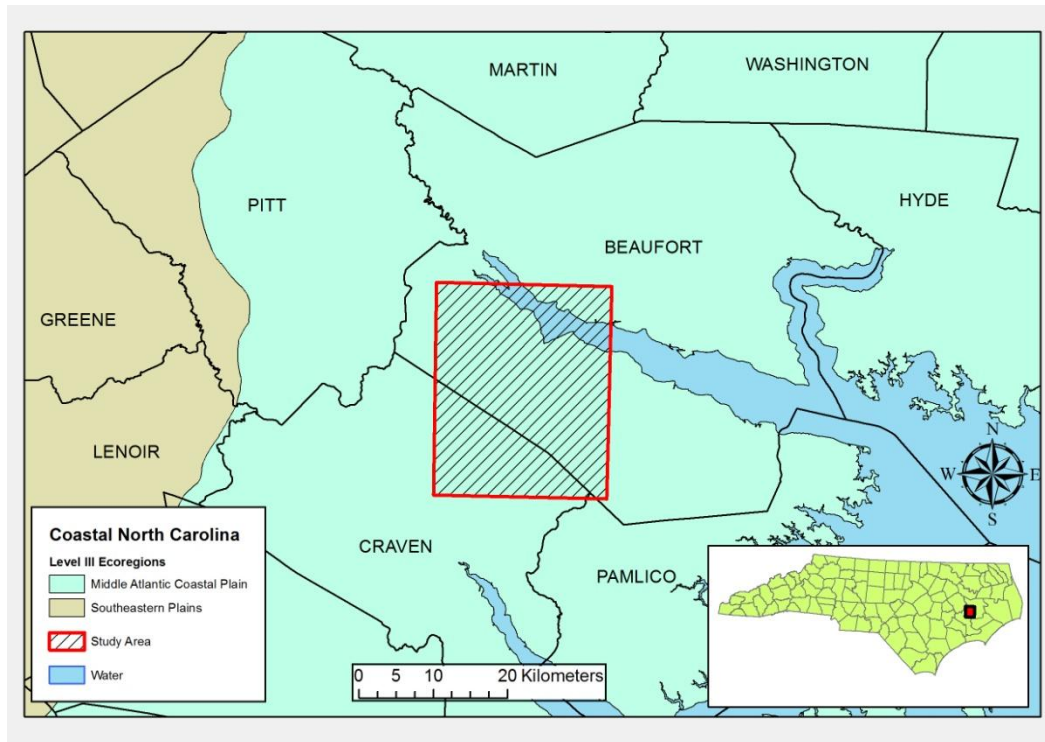 MARTIN
WASHINGTON
PITT
HYDE
BEAUFORT
GREENE
LENOIR
CRAVEN
PAMLICO
N
W E
S
Coastal North Carolina
Level III Ecoregions
Middle Atlantic Coastal Plain
Southeastern Plains
Study Area
Water
0 5 10 20 Kilometers